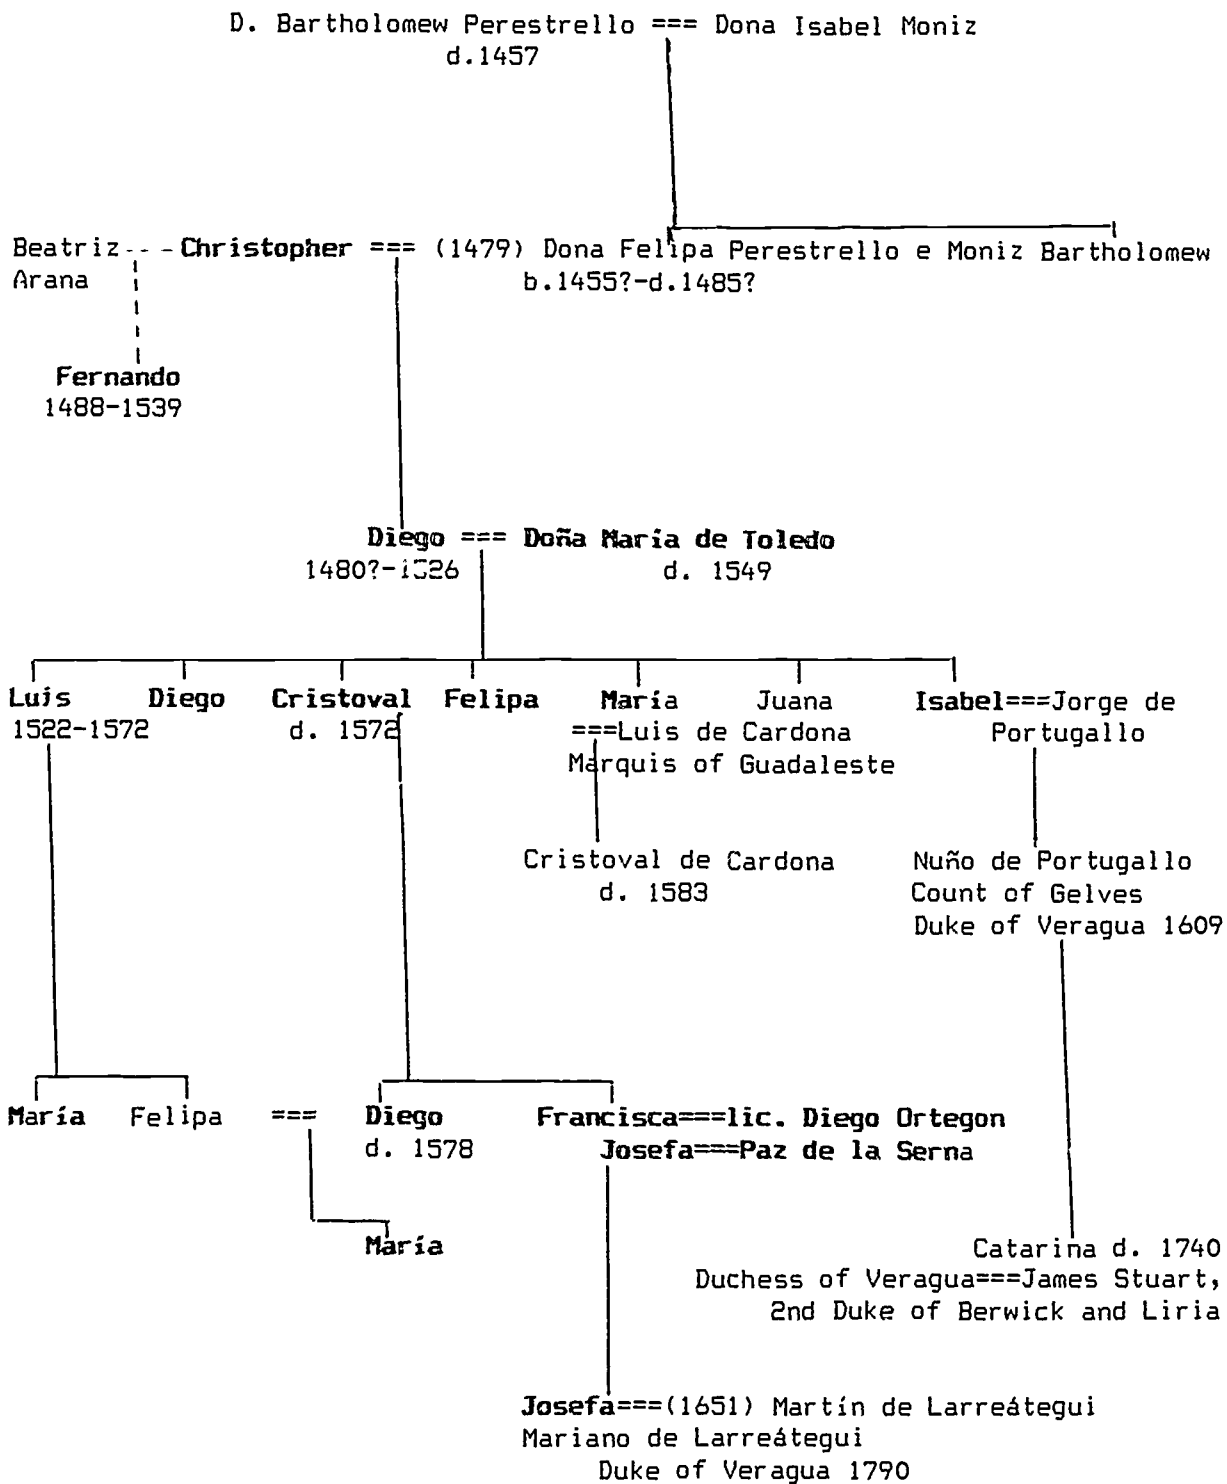 D. Bartholomew Perestrello === Dona Isabel Moniz
d.1457
Beatriz - - - Christopher === (1479) Dona Felipa Perestrello e Moniz Bartholomew
Arana
b.1455?-d.1485?
Fernando
1488-1539
Diego === Doña María de Toledo
1480?-1526 d. 1549
Luis Diego Cristoval Felipa María Juana Isabel===Jorge de
1522-1572 d. 1572 ===Luis de Cardona Portugallo
Marquis of Guadaleste
Cristoval de Cardona Nuño de Portugallo
d. 1583 Count of Gelves
Duke of Veragua 1609
María Felipa === Diego Francisca===lic. Diego Ortegon
d. 1578 Josefa===Paz de la Serna
María
Catarina d. 1740
Duchess of Veragua===James Stuart,
2nd Duke of Berwick and Liria
Josefa===(1651) Martín de Larreátegui
Mariano de Larreátegui
Duke of Veragua 1790